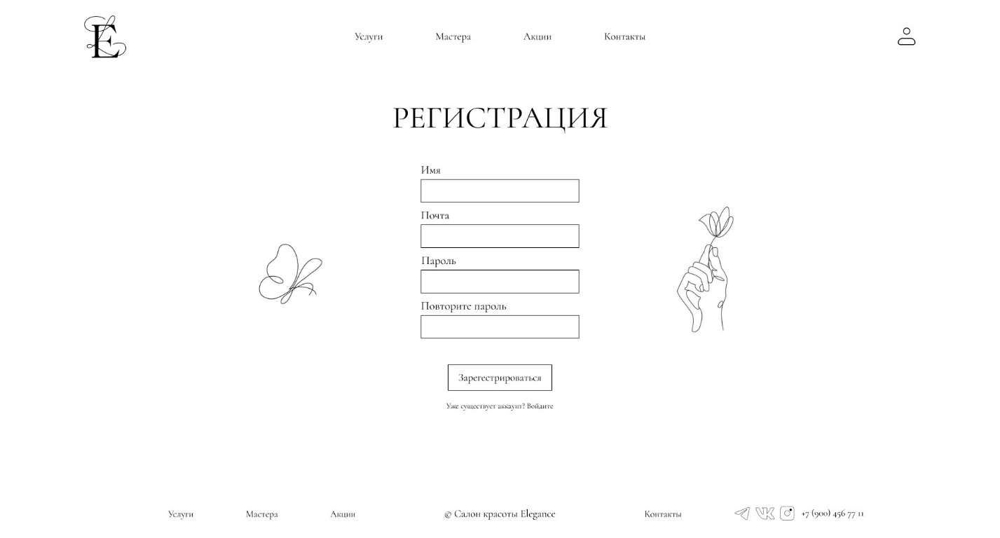 E
Услуги Мастера Акции Контакты
РЕГИСТРАЦИЯ
Имя
Почта
Пароль
Повторите пароль
Зарегестрироваться
Уже существует аккаунт? Войдите
Услуги Мастера Акции © Салон красоты Elegance Контакты VK +7 (900) 456 77 11